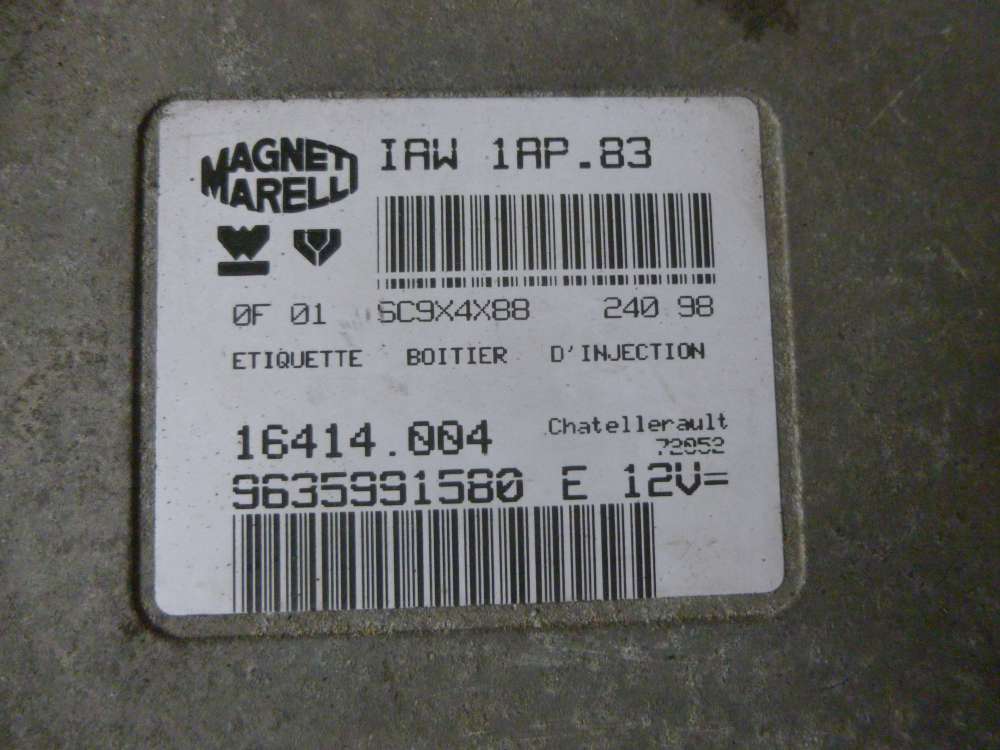 MAGNETI
MARELLI
IAW 1AP.83
0F 01 SC9X4X88 240 98
ETIQUETTE BOITIER D'INJECTION
16414.004 Chatellerault
72052
9635991580 E 12V=